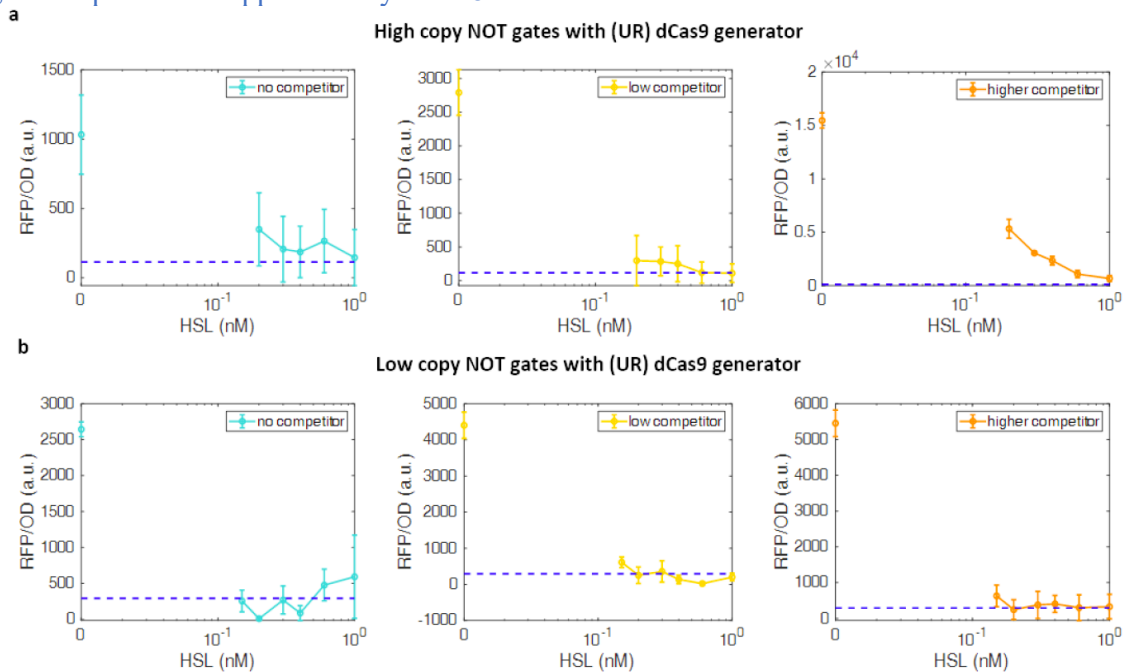 a
High copy NOT gates with (UR) dCas9 generator
1500
1000
500
0
RFP/OD (a.u.)
no competitor
0
10^-1
10^0
HSL (nM)
3000
2500
2000
1500
1000
500
0
RFP/OD (a.u.)
low competitor
0
10^-1
10^0
HSL (nM)
×10^4
2
1.5
1
0.5
0
RFP/OD (a.u.)
higher competitor
0
10^-1
10^0
HSL (nM)
b
Low copy NOT gates with (UR) dCas9 generator
3000
2500
2000
1500
1000
500
0
RFP/OD (a.u.)
no competitor
0
10^-1
10^0
HSL (nM)
5000
4000
3000
2000
1000
0
-1000
RFP/OD (a.u.)
low competitor
0
10^-1
10^0
HSL (nM)
6000
5000
4000
3000
2000
1000
0
RFP/OD (a.u.)
higher competitor
0
10^-1
10^0
HSL (nM)